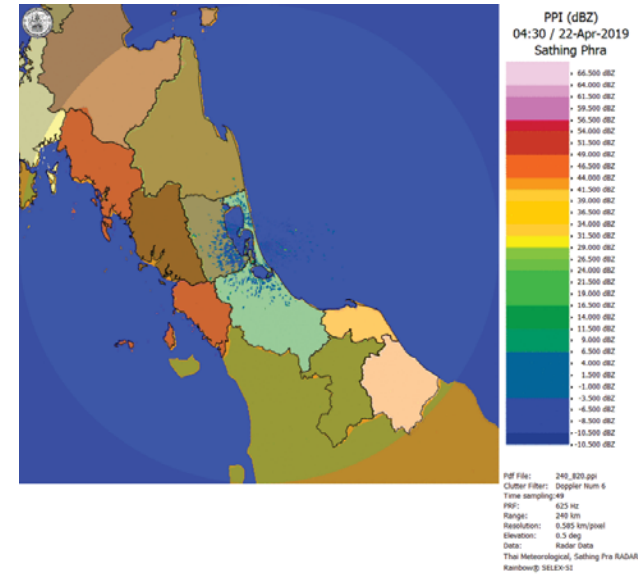 PPI (dBZ)
04:30 / 22-Apr-2019
Sathing Phra
66.500 dBZ
64.000 dBZ
61.500 dBZ
59.500 dBZ
56.500 dBZ
54.000 dBZ
51.500 dBZ
49.000 dBZ
46.500 dBZ
44.000 dBZ
41.500 dBZ
39.000 dBZ
36.500 dBZ
34.000 dBZ
31.500 dBZ
29.000 dBZ
26.500 dBZ
24.000 dBZ
21.500 dBZ
19.000 dBZ
16.500 dBZ
14.000 dBZ
11.500 dBZ
9.000 dBZ
6.500 dBZ
4.000 dBZ
1.500 dBZ
-1.000 dBZ
-3.500 dBZ
-6.500 dBZ
-8.500 dBZ
-10.500 dBZ
-10.500 dBZ
Pdf File: 240_820.ppi
Clutter Filter: Doppler Num 6
Time sampling:49
PRF: 625 Hz
Range: 240 km
Resolution: 0.585 km/pixel
Elevation: 0.5 deg
Data: Radar Data
Thai Meteorological, Sathing Pra RADAR
Rainbow® SELEX-SI